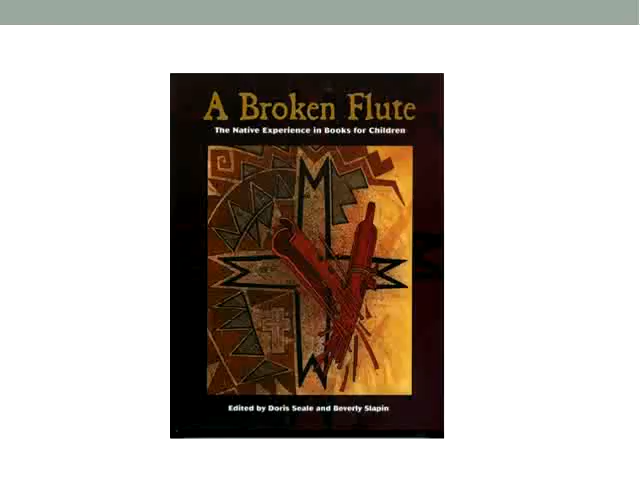 A Broken Flute
The Native Experience in Books for Children
Edited by Doris Seale and Beverly Slapin